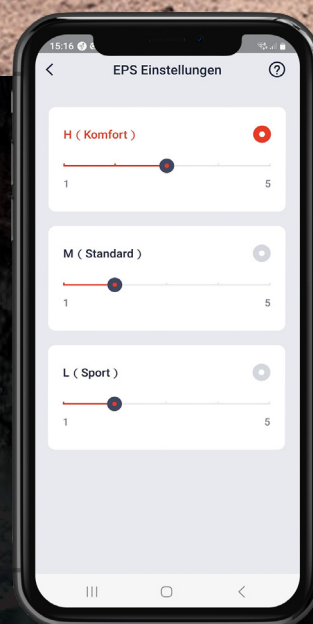 15:16
EPS Einstellungen
H ( Komfort )
1 5
M ( Standard )
1 5
L ( Sport )
1 5